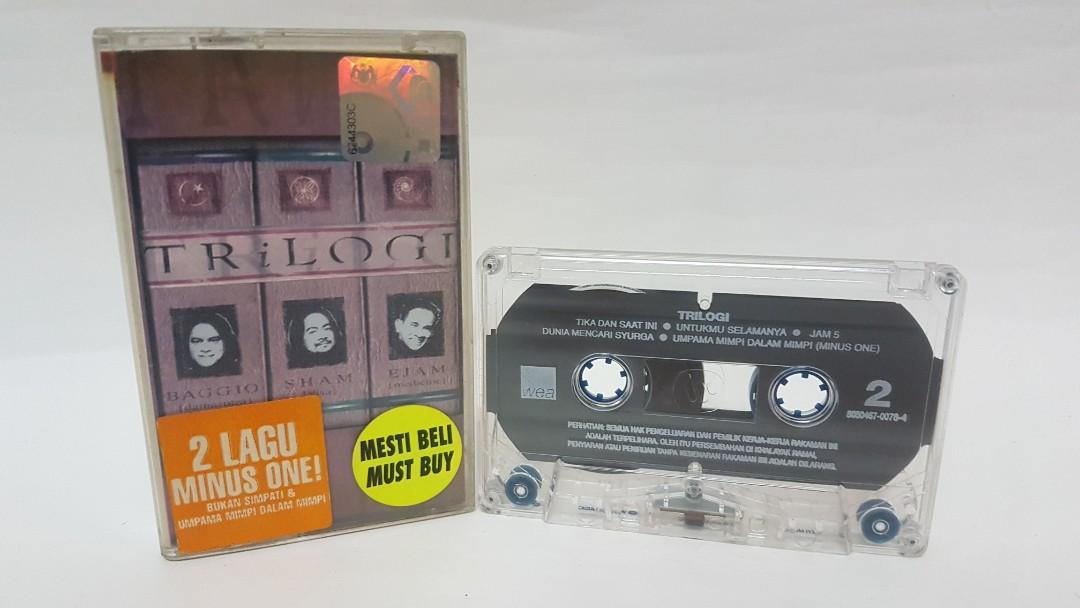 6244303C
TRiLOGI
BAGGIO
SHAM
EJAM
2 LAGU
MINUS ONE!
BUKAN SIMPATI &
UMPAMA MIMPI DALAM MIMPI
MESTI BELI
MUST BUY
TRILOGI
TIKA DAN SAAT INI ● UNTUKMU SELAMANYA ● JAM 5
DUNIA MENCARI SYURGA ● UMPAMA MIMPI DALAM MIMPI (MINUS ONE)
wea
2
PERHATIAN: SEMUA HAK PENGELUARAN DAN PEMILIK KERJA-KERJA RAKAMAN INI
ADALAH TERPELIHARA. OLEH ITU PERSEMBAHAN DI KHALAYAK RAMAI,
PENYIARAN ATAU PENIRUAN TANPA KEBENARAN RAKAMAN INI ADALAH DILARANG.